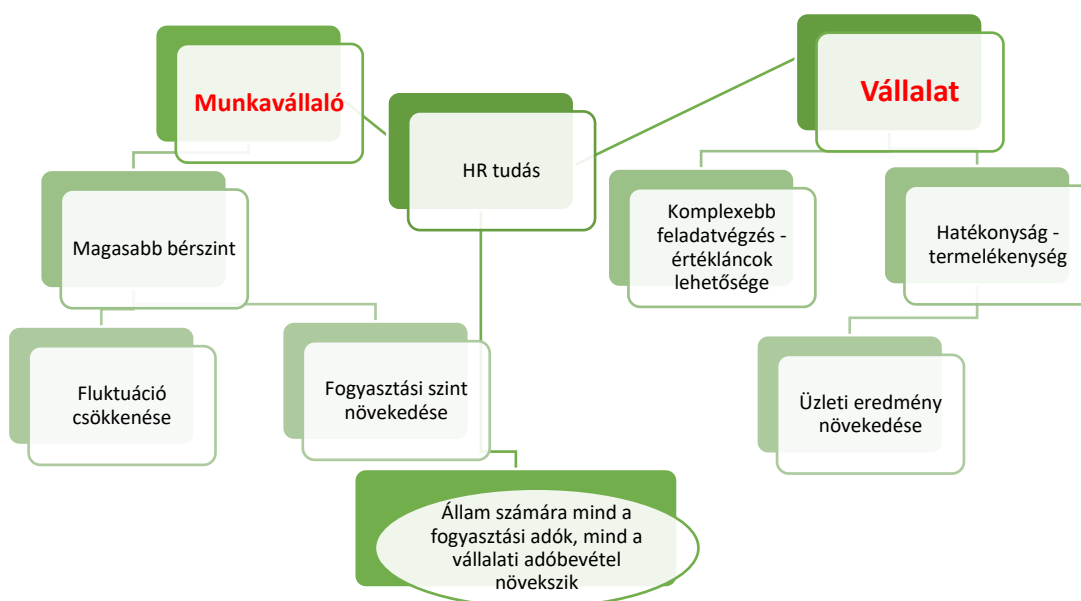 Munkavállaló
Vállalat
HR tudás
Magasabb bérszint
Komplexebb
feladatvégzés -
értékláncok
lehetősége
Hatékonyság -
termelékenység
Fluktuáció
csökkenése
Fogyasztási szint
növekedése
Üzleti eredmény
növekedése
Állam számára mind a
fogyasztási adók, mind a
vállalati adóbevétel
növekszik